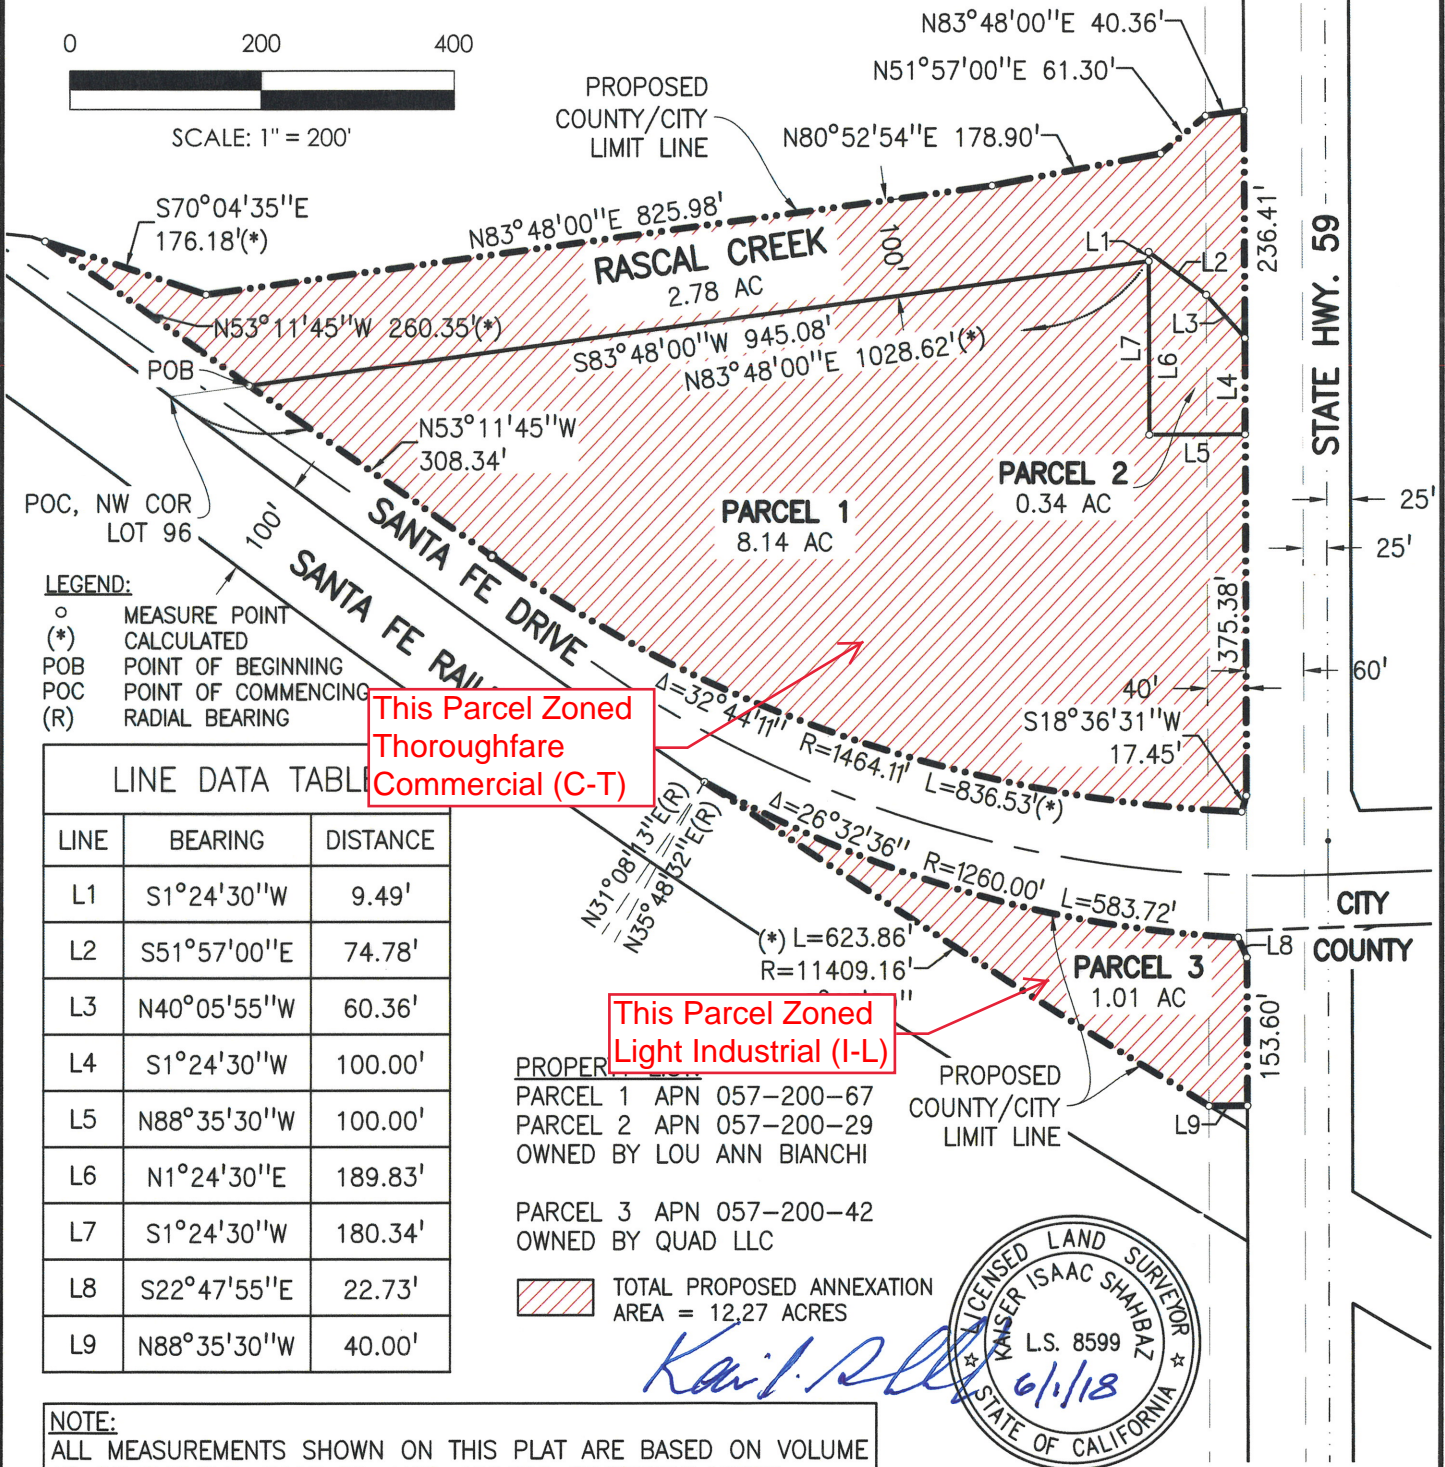 0 200 400
SCALE: 1" = 200'
N83°48'00"E 40.36'
N51°57'00"E 61.30'
PROPOSED
COUNTY/CITY
LIMIT LINE
N80°52'54"E 178.90'
S70°04'35"E
176.18'(*)
N83°48'00"E 825.98'
RASCAL CREEK
2.78 AC
100'
L1
L2
L3
236.41'
STATE HWY. 59
N53°11'45"W 260.35'(*)
S83°48'00"W 945.08'
N83°48'00"E 1028.62'(*)
L7
L6
L4
L5
POB
N53°11'45"W
308.34'
POC, NW COR
LOT 96
PARCEL 2
0.34 AC
PARCEL 1
8.14 AC
25'
25'
100'
SANTA FE DRIVE
SANTA FE RAIL
LEGEND:
o MEASURE POINT
(*) CALCULATED
POB POINT OF BEGINNING
POC POINT OF COMMENCING
(R) RADIAL BEARING
375.38'
60'
40'
S18°36'31"W
17.45'
This Parcel Zoned
Thoroughfare
Commercial (C-T)
Δ=32°44'11" R=1464.11' L=836.53'(*)
LINE DATA TABLE
LINE BEARING DISTANCE
L1 S1°24'30"W 9.49'
L2 S51°57'00"E 74.78'
L3 N40°05'55"W 60.36'
L4 S1°24'30"W 100.00'
L5 N88°35'30"W 100.00'
L6 N1°24'30"E 189.83'
L7 S1°24'30"W 180.34'
L8 S22°47'55"E 22.73'
L9 N88°35'30"W 40.00'
N31°08'13"E(R)
N35°48'32"E(R)
Δ=26°32'36" R=1260.00' L=583.72'
CITY
COUNTY
L8
(*) L=623.86'
R=11409.16'
PARCEL 3
1.01 AC
153.60'
This Parcel Zoned
Light Industrial (I-L)
PROPOSED
COUNTY/CITY
LIMIT LINE
L9
PARCEL 1 APN 057-200-67
PARCEL 2 APN 057-200-29
OWNED BY LOU ANN BIANCHI
PARCEL 3 APN 057-200-42
OWNED BY QUAD LLC
TOTAL PROPOSED ANNEXATION
AREA = 12.27 ACRES
LICENSED LAND SURVEYOR
KAISER ISAAC SHAHBAZ
L.S. 8599
6/1/18
STATE OF CALIFORNIA
NOTE:
ALL MEASUREMENTS SHOWN ON THIS PLAT ARE BASED ON VOLUME